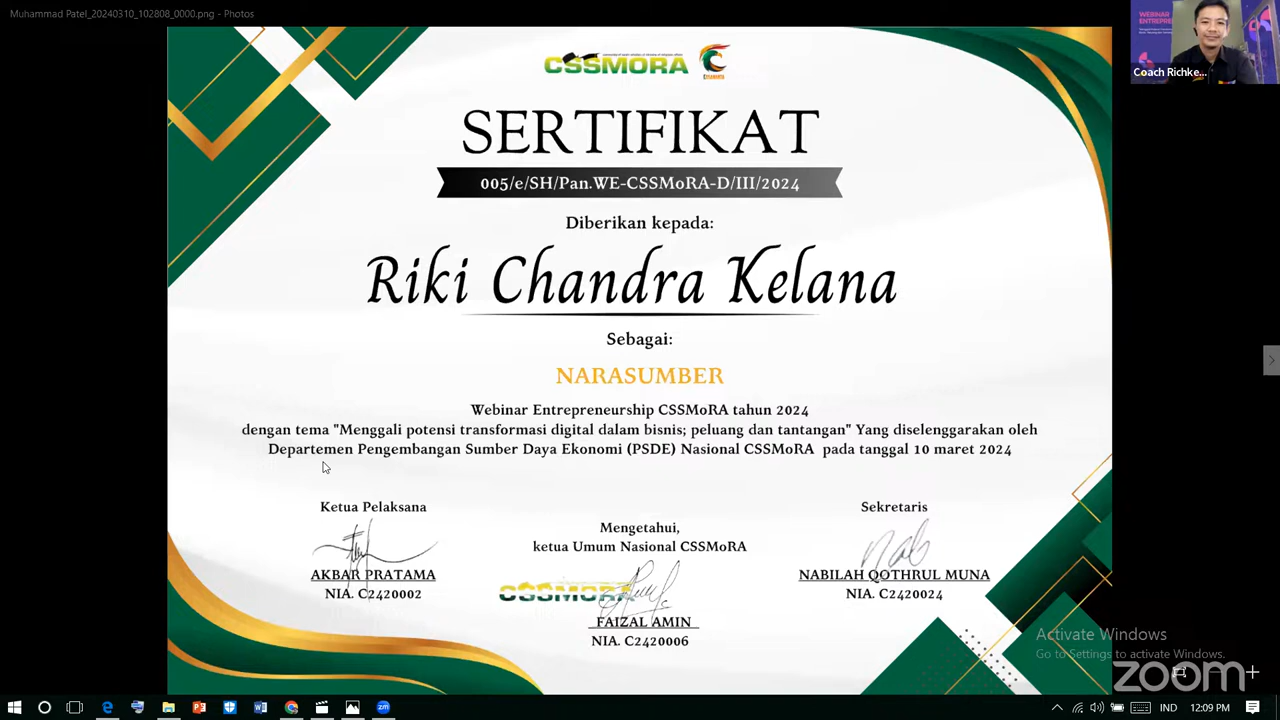 Muhammad Patel_20240310_102808_0000.png - Photos
WEBINAR
Coach Richke...
CSSMORA
SERTIFIKAT
005/e/SH/Pan.WE-CSSMoRA-D/III/2024
Diberikan kepada:
Riki Chandra Kelana
Sebagai:
NARASUMBER
Webinar Entrepreneurship CSSMoRA tahun 2024
dengan tema "Menggali potensi transformasi digital dalam bisnis; peluang dan tantangan" Yang diselenggarakan oleh
Departemen Pengembangan Sumber Daya Ekonomi (PSDE) Nasional CSSMoRA pada tanggal 10 maret 2024
Ketua Pelaksana
AKBAR PRATAMA
NIA. C2420002
Mengetahui,
ketua Umum Nasional CSSMoRA
CSSMORA
FAIZAL AMIN
NIA. C2420006
Sekretaris
NABILAH QOTHRUL MUNA
NIA. C2420024
Activate Windows
Go to Settings to activate Windows.
zoom
IND
12:09 PM